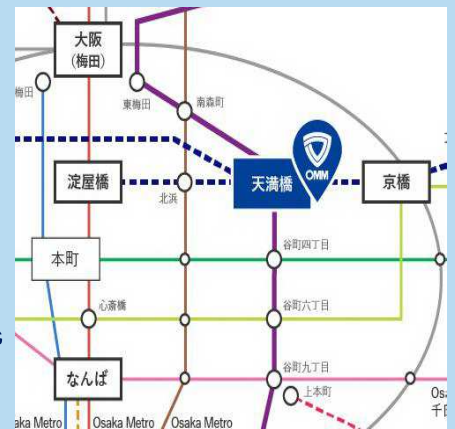 大阪
(梅田)
梅田
東梅田
南森町
淀屋橋
北浜
天満橋
OMM
京橋
本町
谷町四丁目
心斎橋
谷町六丁目
なんば
谷町九丁目
上本町
aka Metro
Osaka Metro
Osaka Metro